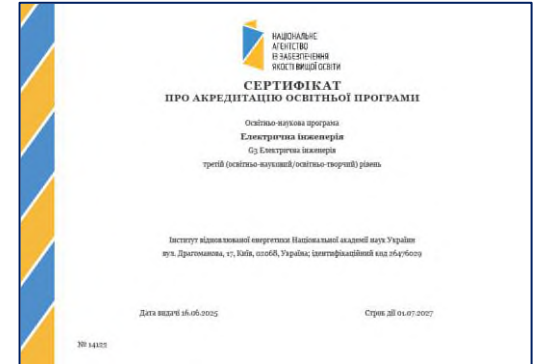 НАЦІОНАЛЬНЕ
АГЕНТСТВО
ІЗ ЗАБЕЗПЕЧЕННЯ
ЯКОСТІ ВИЩОЇ ОСВІТИ
СЕРТИФІКАТ
ПРО АКРЕДИТАЦІЮ ОСВІТНЬОЇ ПРОГРАМИ
Освітньо-наукова програма
Електрична інженерія
G3 Електрична інженерія
третій (освітньо-науковий/освітньо-творчий) рівень
Інститут відновлюваної енергетики Національної академії наук України
вул. Драгоманова, 17, Київ, 02068, Україна; ідентифікаційний код 26476029
Дата видачі 16.06.2025 Строк дії 01.07.2027
№ 14122